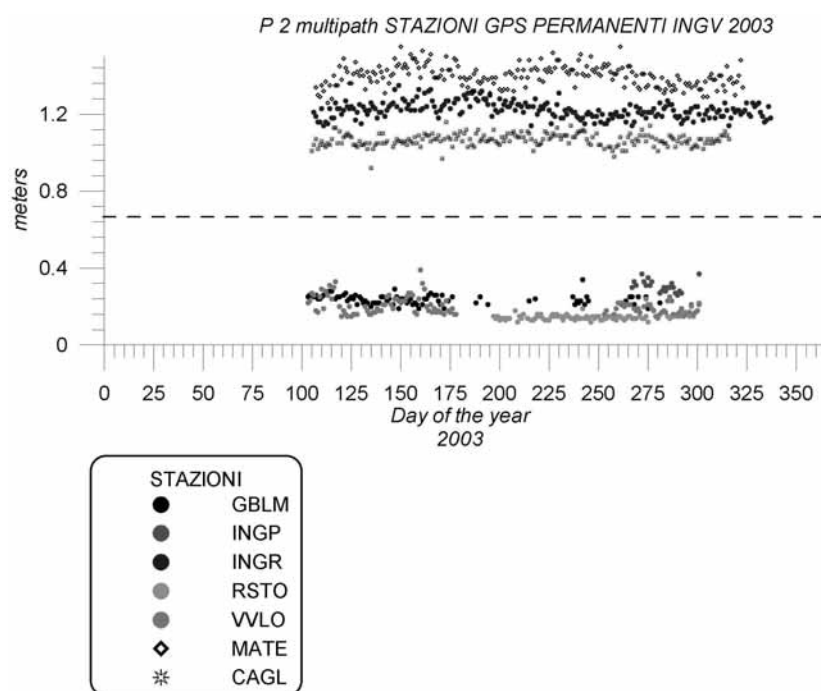 P 2 multipath STAZIONI GPS PERMANENTI INGV 2003
meters
1.2
0.8
0.4
0
0 25 50 75 100 125 150 175 200 225 250 275 300 325 350
Day of the year
2003
STAZIONI
GBLM
INGP
INGR
RSTO
VVLO
MATE
CAGL